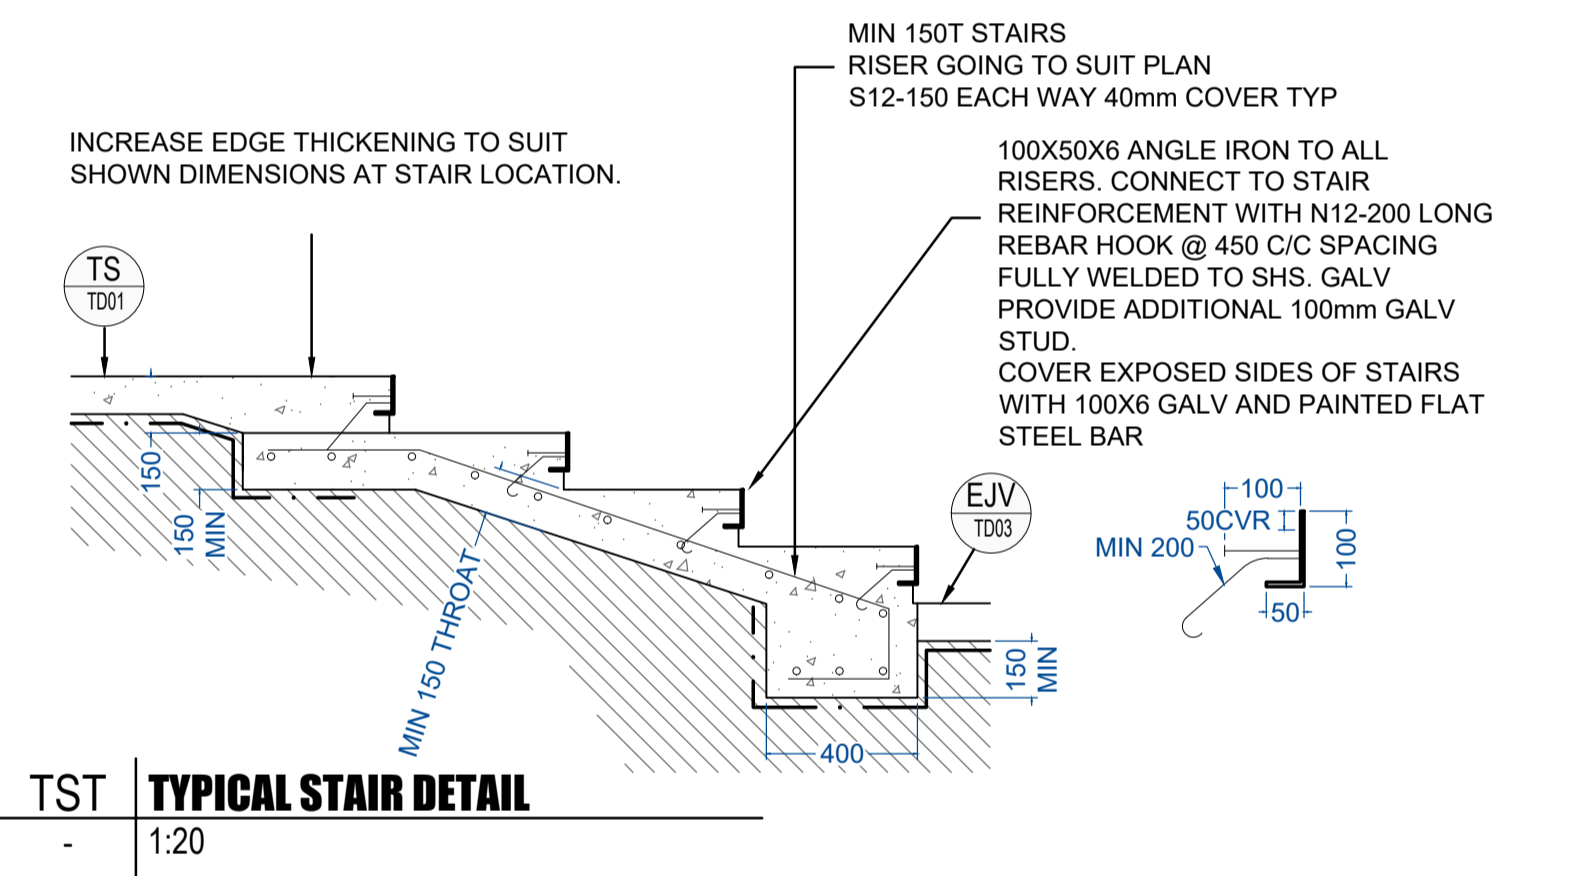 MIN 150T STAIRS
RISER GOING TO SUIT PLAN
S12-150 EACH WAY 40mm COVER TYP
INCREASE EDGE THICKENING TO SUIT
SHOWN DIMENSIONS AT STAIR LOCATION.
100X50X6 ANGLE IRON TO ALL
RISERS. CONNECT TO STAIR
REINFORCEMENT WITH N12-200 LONG
REBAR HOOK @ 450 C/C SPACING
FULLY WELDED TO SHS. GALV
PROVIDE ADDITIONAL 100mm GALV
STUD.
COVER EXPOSED SIDES OF STAIRS
WITH 100X6 GALV AND PAINTED FLAT
STEEL BAR
TS
TD01
150
150
MIN
MIN 150 THROAT
EJV
TD03
150
MIN
400
100
50CVR
MIN 200
100
50
TST
TYPICAL STAIR DETAIL
-
1:20